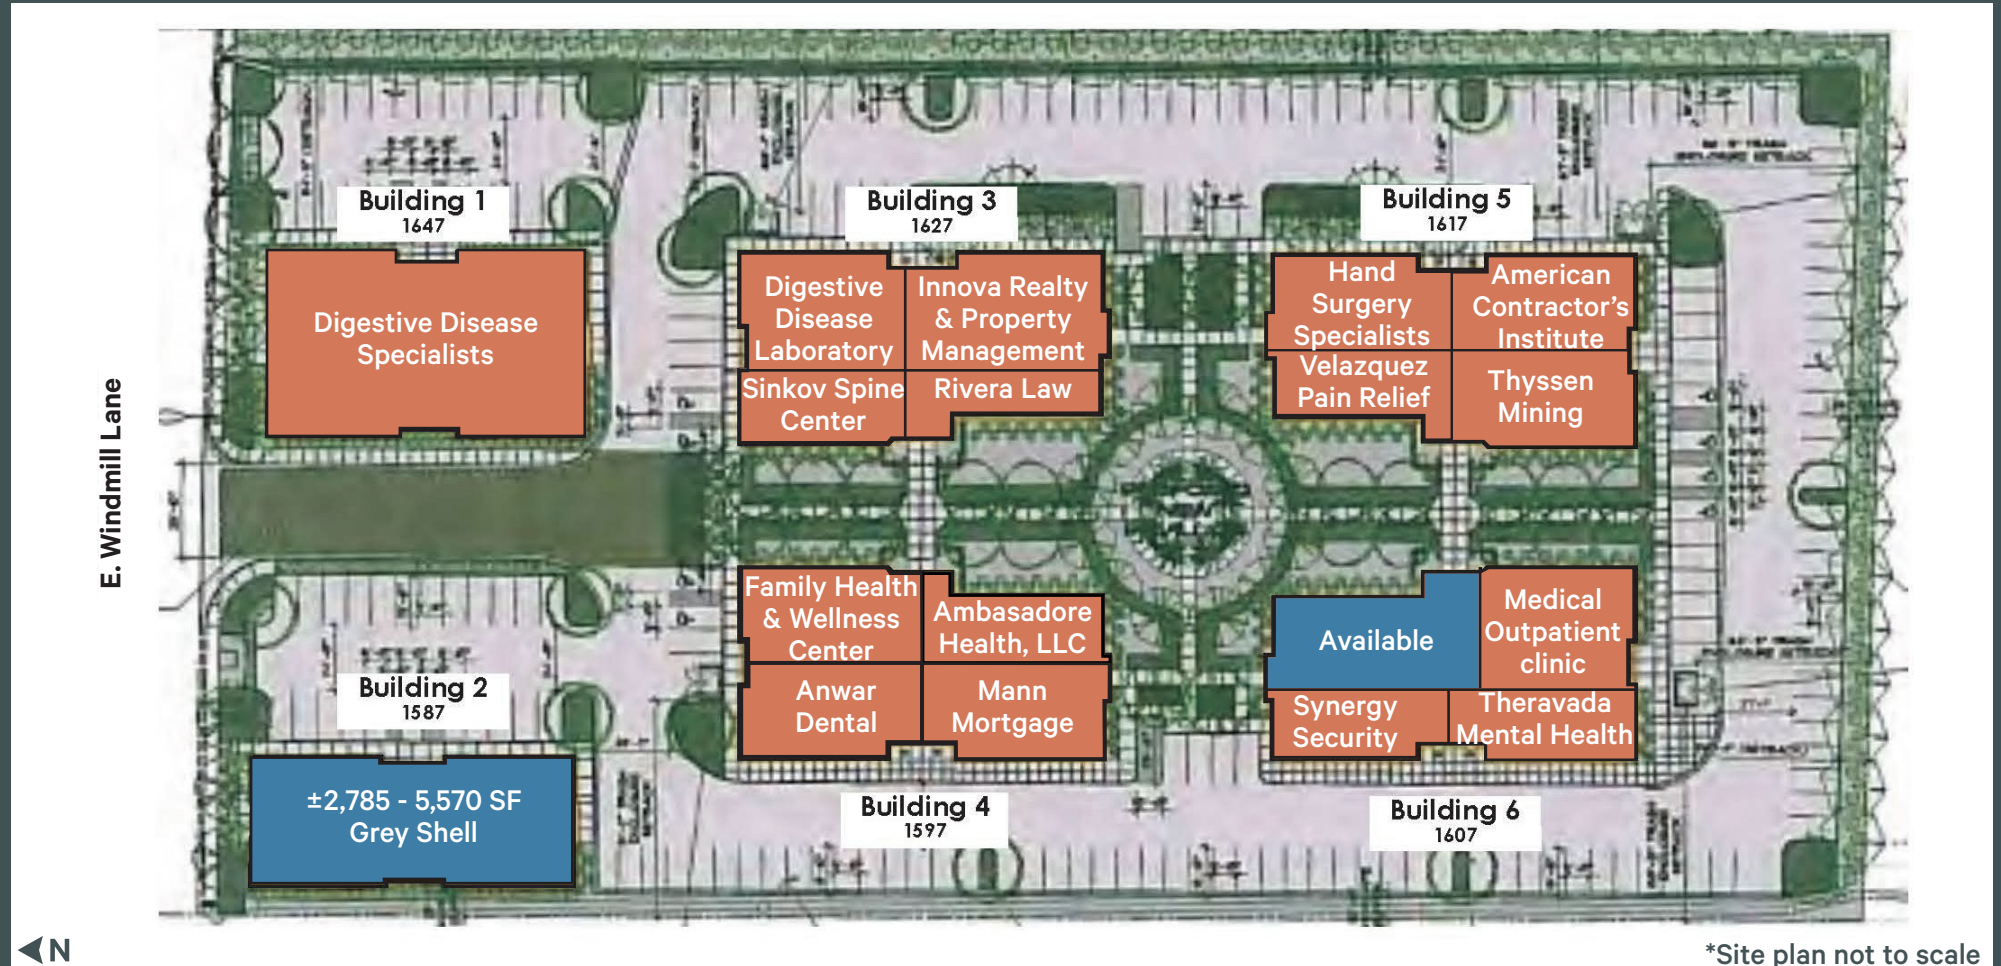 Building 1
1647
Digestive Disease
Specialists
Building 3
1627
Digestive
Disease
Laboratory
Innova Realty
& Property
Management
Sinkov Spine
Center
Rivera Law
Building 5
1617
Hand
Surgery
Specialists
American
Contractor's
Institute
Velazquez
Pain Relief
Thyssen
Mining
E. Windmill Lane
Building 2
1587
±2,785 - 5,570 SF
Grey Shell
Family Health
& Wellness
Center
Ambasadore
Health, LLC
Anwar
Dental
Mann
Mortgage
Building 4
1597
Available
Medical
Outpatient
clinic
Synergy
Security
Theravada
Mental Health
Building 6
1607
N
*Site plan not to scale